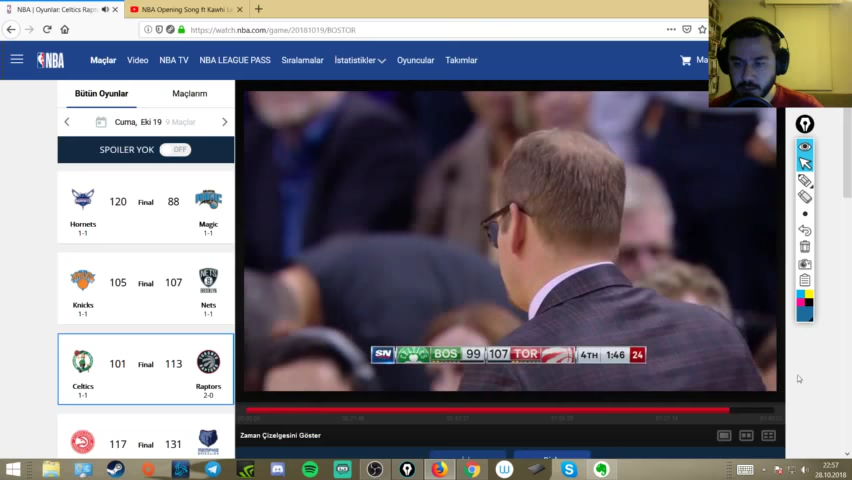 NBA | Oyunlar: Celtics Rapto
NBA Opening Song ft Kawhi
https://watch.nba.com/game/20181019/BOSTOR
NBA
Maçlar
Video
NBA TV
NBA LEAGUE PASS
Sıralamalar
İstatistikler
Oyuncular
Takımlar
Ma
Bütün Oyunlar
Maçlarım
Cuma, Eki 19
9 Maçlar
SPOILER YOK
OFF
120 Final 88
Hornets Magic
1-1 1-1
105 Final 107
Knicks Nets
1-1 1-1
101 Final 113
Celtics Raptors
1-1 2-0
117 Final 131
SN BOS 99 107 TOR 4TH 1:46 24
Zaman Çizelgesini Göster
22:57
28.10.2018